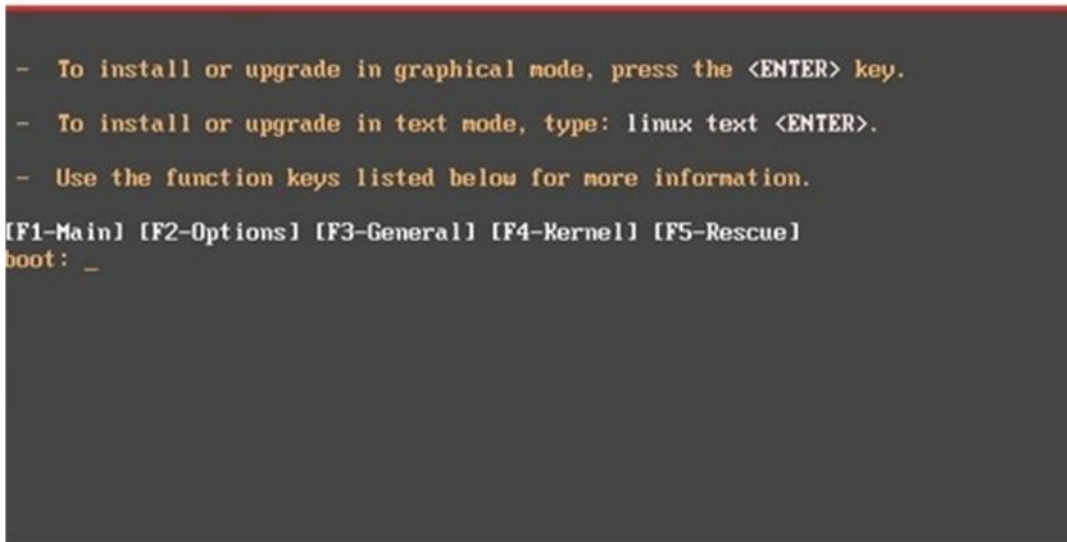 - To install or upgrade in graphical mode, press the <ENTER> key.
- To install or upgrade in text mode, type: linux text <ENTER>.
- Use the function keys listed below for more information.
[F1-Main] [F2-Options] [F3-General] [F4-Kernel] [F5-Rescue]
boot: _